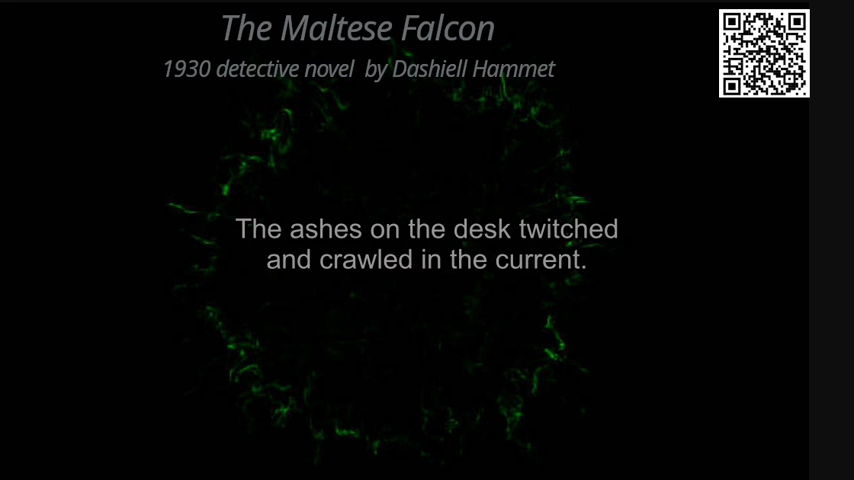 The Maltese Falcon
1930 detective novel by Dashiell Hammet
The ashes on the desk twitched
and crawled in the current.